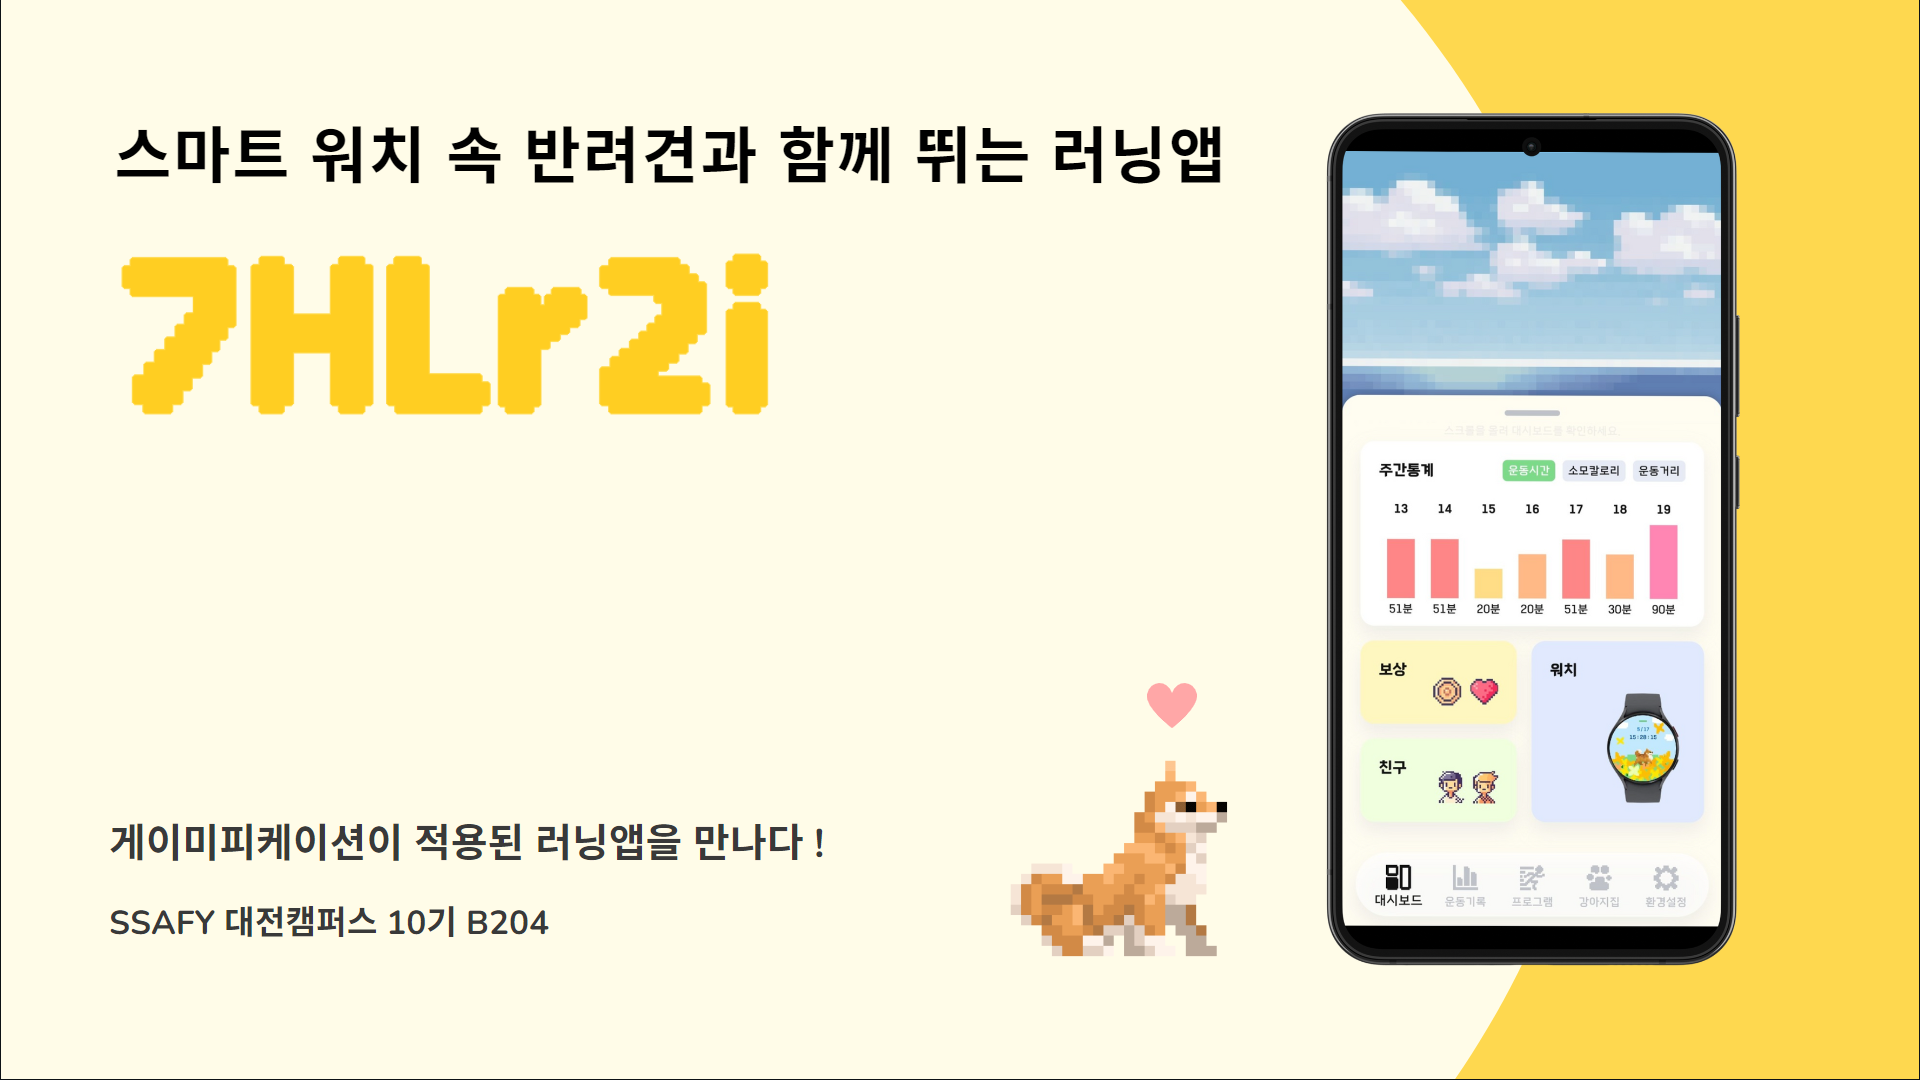 스마트 워치 속 반려견과 함께 뛰는 러닝앱
7HLr2i
게이미피케이션이 적용된 러닝앱을 만나다 !
SSAFY 대전캠퍼스 10기 B204
스크롤을 올려 대시보드를 확인하세요
주간통계 운동시간 소모칼로리 운동거리
13 14 15 16 17 18 19
51분 51분 20분 20분 51분 30분 90분
보상
워치
5/17
15:28:15
친구
대시보드 운동기록 프로그램 강아지집 환경설정